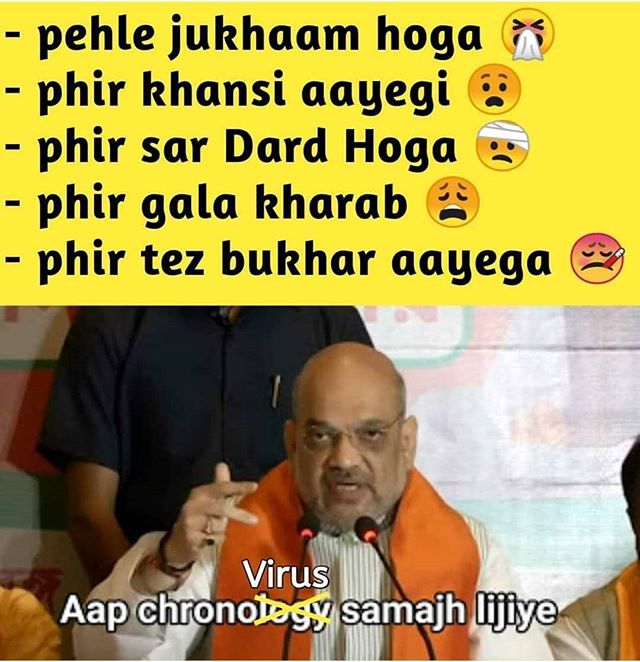 - pehle jukhaam hoga 🤧
- phir khansi aayegi 😧
- phir sar Dard Hoga 🤕
- phir gala kharab 😩
- phir tez bukhar aayega 🤒
Virus
Aap chronology samajh lijiye